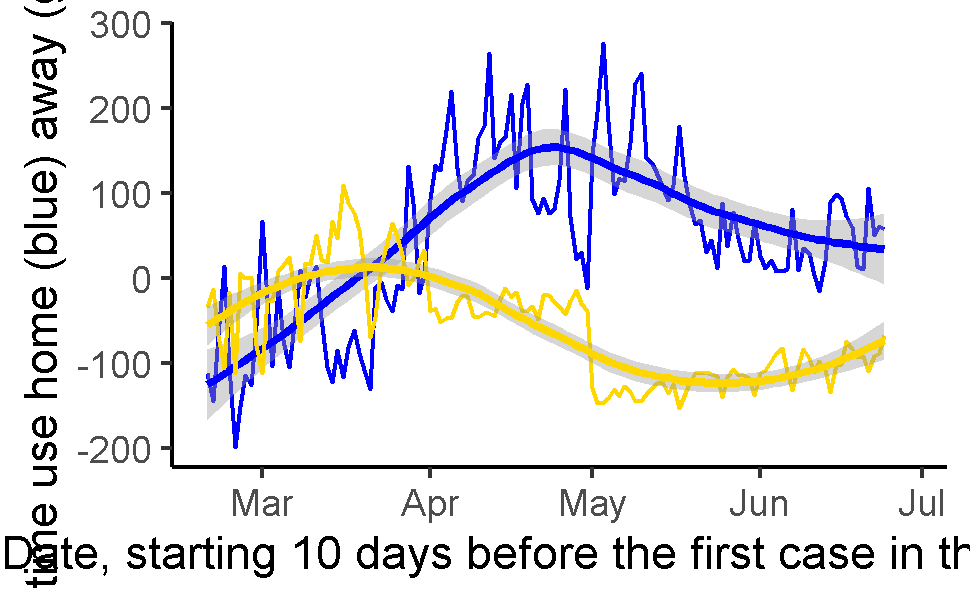 time use home (blue) away (
300
200
100
0
-100
-200
Mar Apr May Jun Jul
Date, starting 10 days before the first case in th